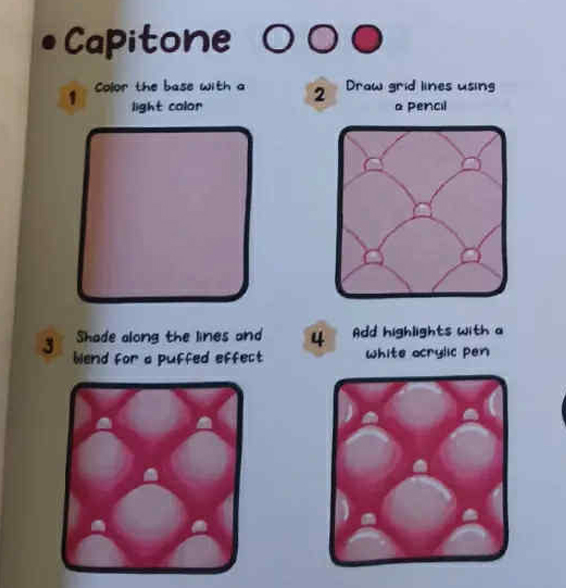 • Capitone
1 Color the base with a
light color
2 Draw grid lines using
a pencil
3 Shade along the lines and
blend for a puffed effect
4 Add highlights with a
white acrylic pen